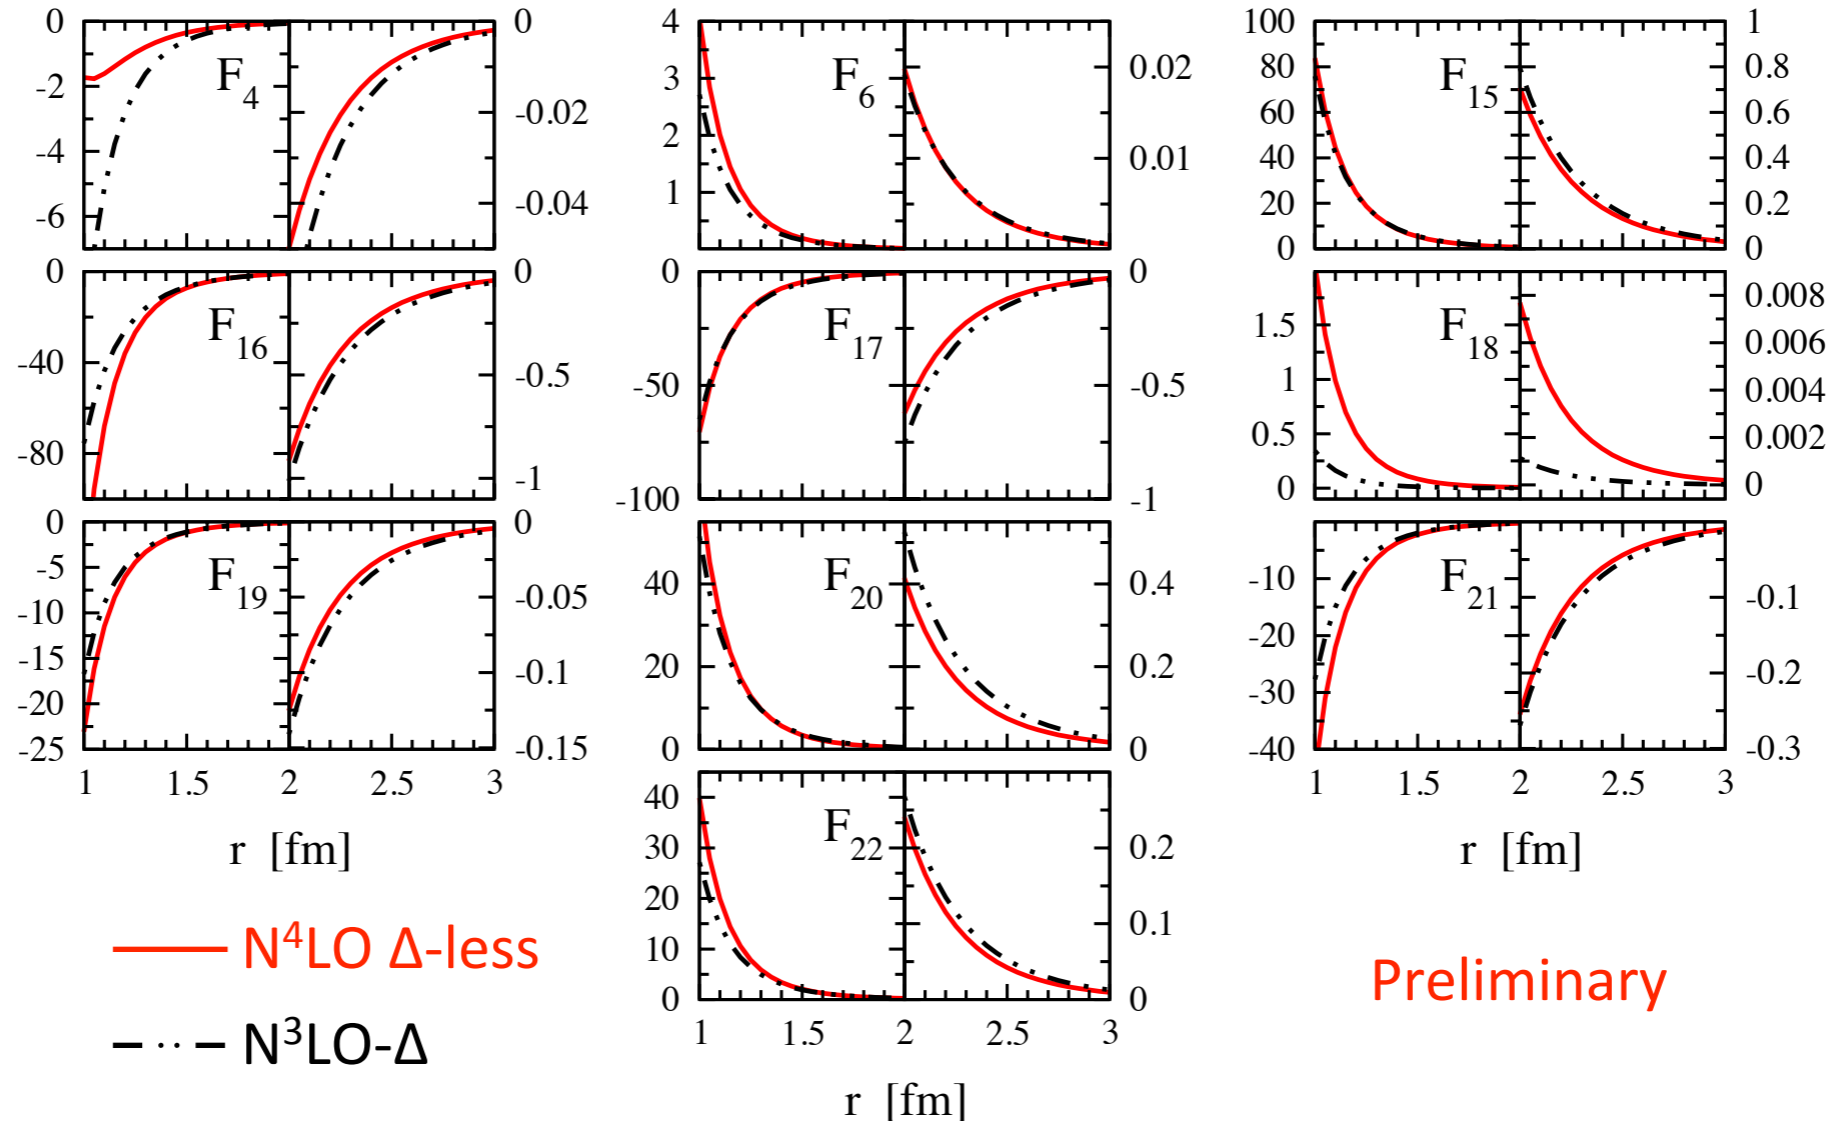 0 0 4 100 1
F4 F6 F15
-2 3 0.02 80 0.8
-0.02 60 0.6
-4 2 0.01 40 0.4
-6 -0.04 1 20 0.2
0 0
0 0 0 0 0.008
F16 F17 1.5 F18 0.006
-40 -0.5 -50 -0.5 1 0.004
-80 0.5 0.002
-1 -100 -1 0 0
0 0
-5 F19 40 F20 0.4 -10 F21 -0.1
-10 -0.05
-15 -0.1 20 0.2 -20 -0.2
-20 -30
-25 -0.15 0 0 -40 -0.3
1 1.5 2 2.5 3 1 1.5 2 2.5 3
40
r [fm] 30 F22 0.2 r [fm]
20
N4LO Δ-less 10 0.1 Preliminary
0 0
N3LO-Δ 1 1.5 2 2.5 3
r [fm]